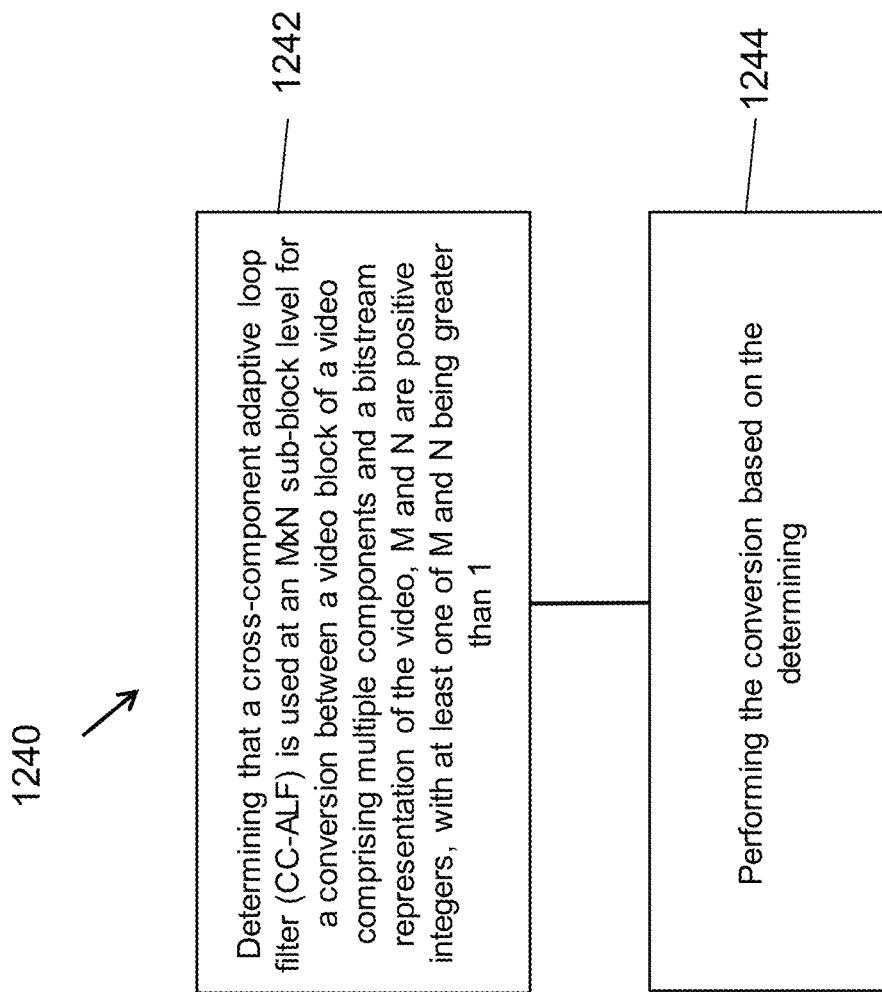 1240
Determining that a cross-component adaptive loop
filter (CC-ALF) is used at an MxN sub-block level for
a conversion between a video block of a video
comprising multiple components and a bitstream
representation of the video, M and N are positive
integers, with at least one of M and N being greater
than 1
1242
Performing the conversion based on the
determining
1244